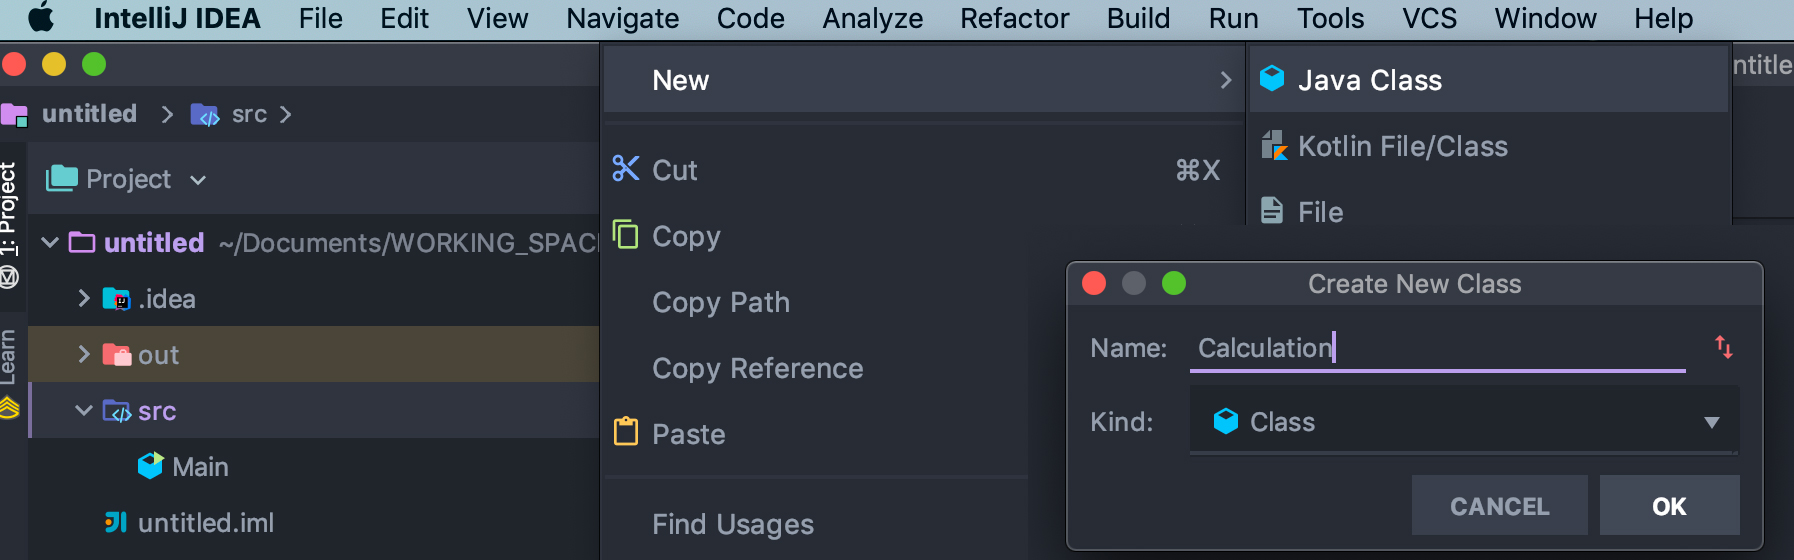 IntelliJ IDEA File Edit View Navigate Code Analyze Refactor Build Run Tools VCS Window Help
untitled > src >
Project
1: Project
Learn
untitled ~/Documents/WORKING_SPAC
.idea
out
src
Main
untitled.iml
New
Cut ⌘X
Copy
Copy Path
Copy Reference
Paste
Find Usages
Java Class
Kotlin File/Class
File
ntitle
Create New Class
Name: Calculation
Kind: Class
CANCEL OK